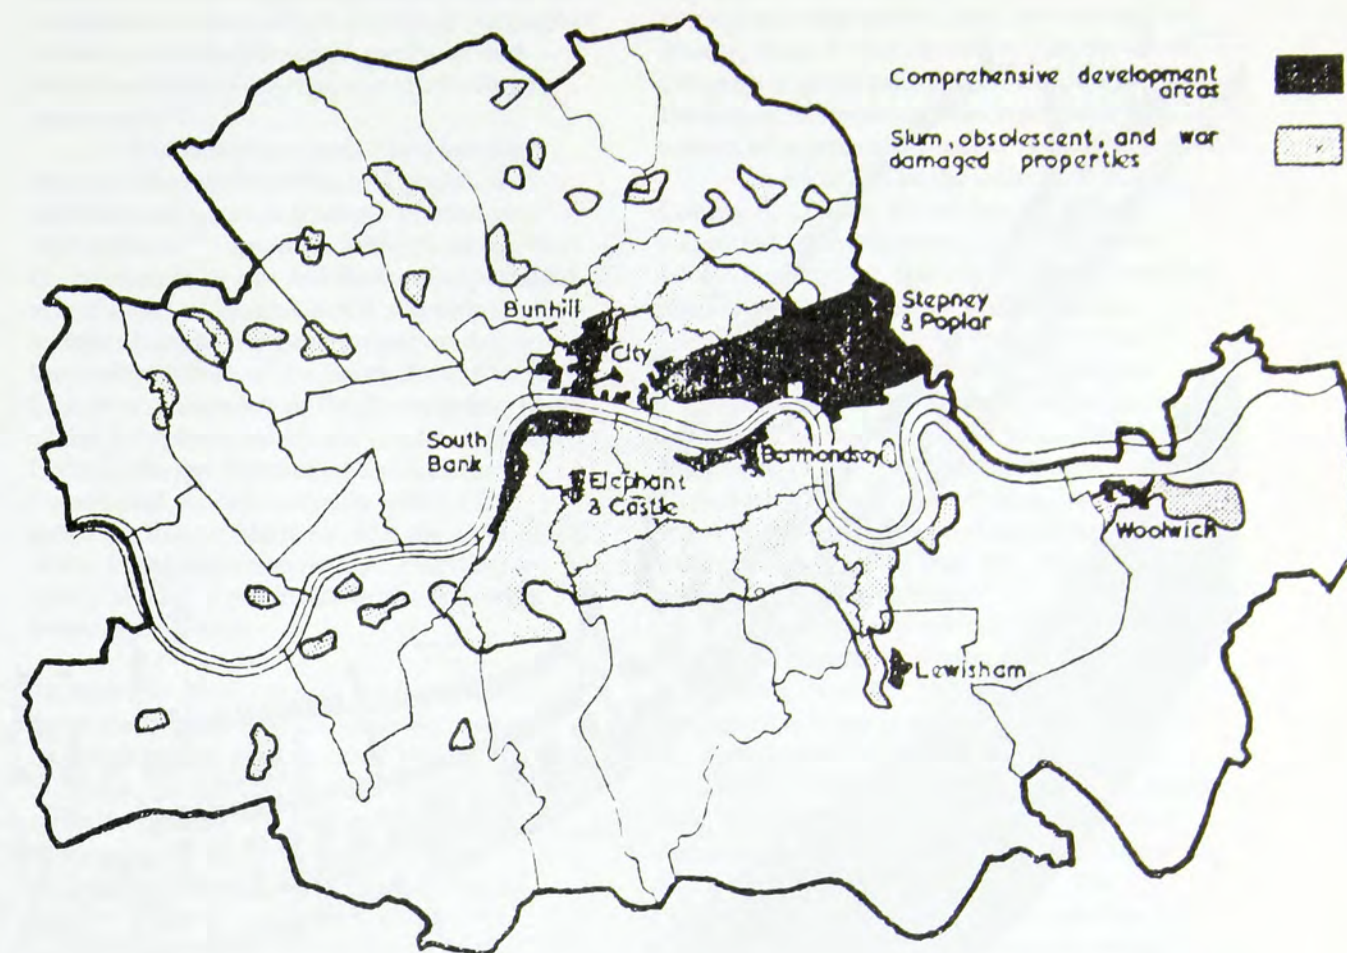 Comprehensive development
areas
Slum, obsolescent, and war
damaged properties
Bunhill
City
Stepney
& Poplar
South
Bank
Elephant
& Castle
Bermondsey
Woolwich
Lewisham